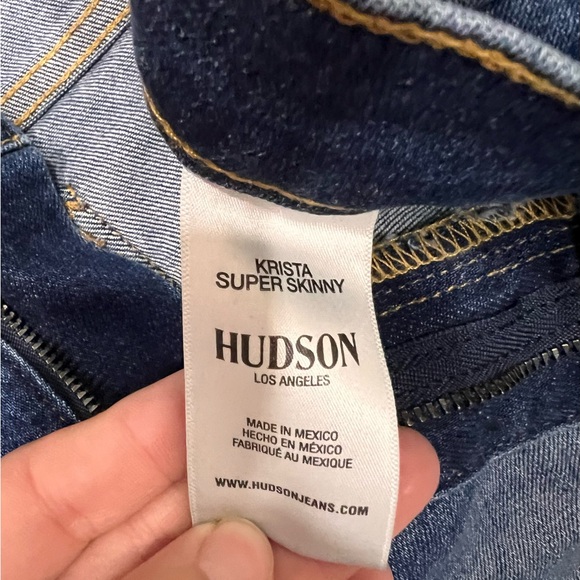 KRISTA
SUPER SKINNY
HUDSON
LOS ANGELES
MADE IN MEXICO
HECHO EN MÉXICO
FABRIQUÉ AU MEXIQUE
WWW.HUDSONJEANS.COM